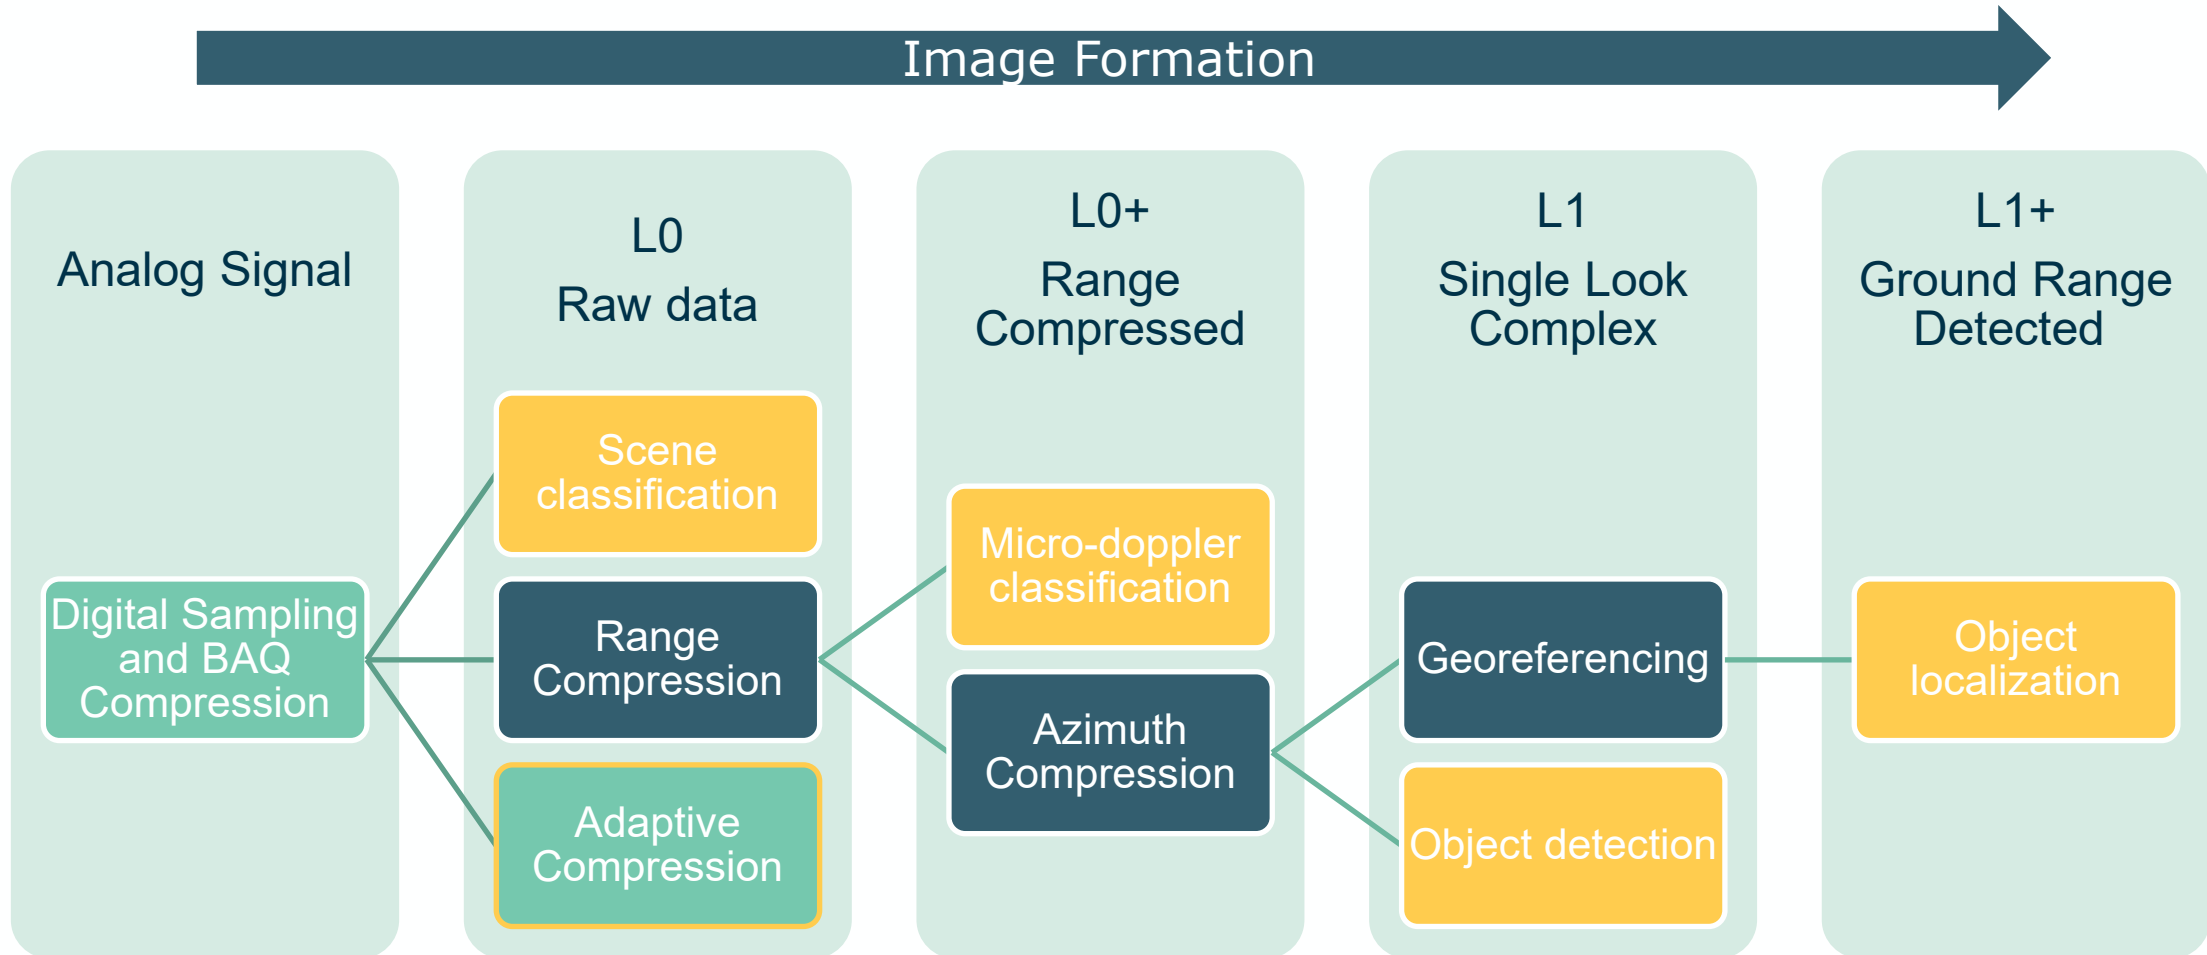 Image Formation
Analog Signal
Digital Sampling
and BAQ
Compression
L0
Raw data
Scene
classification
Range
Compression
Adaptive
Compression
L0+
Range
Compressed
Micro-doppler
classification
Azimuth
Compression
L1
Single Look
Complex
Georeferencing
Object detection
L1+
Ground Range
Detected
Object
localization